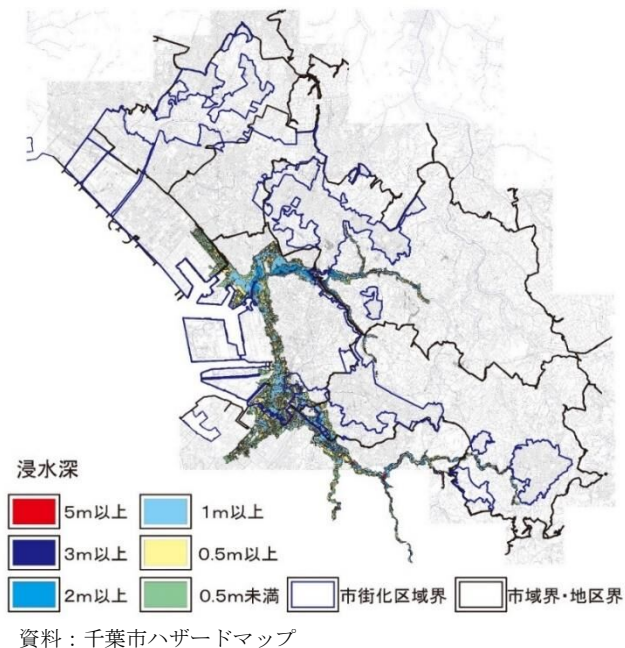 浸水深
5m以上 1m以上
3m以上 0.5m以上
2m以上 0.5m未満 市街化区域界 市域界・地区界
資料：千葉市ハザードマップ